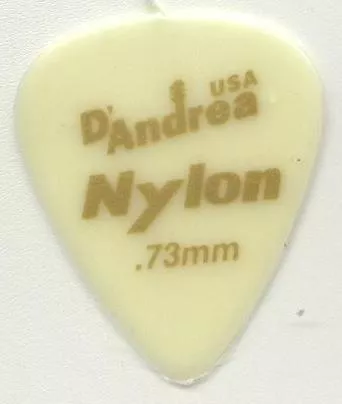 D'Andrea USA
Nylon
.73mm